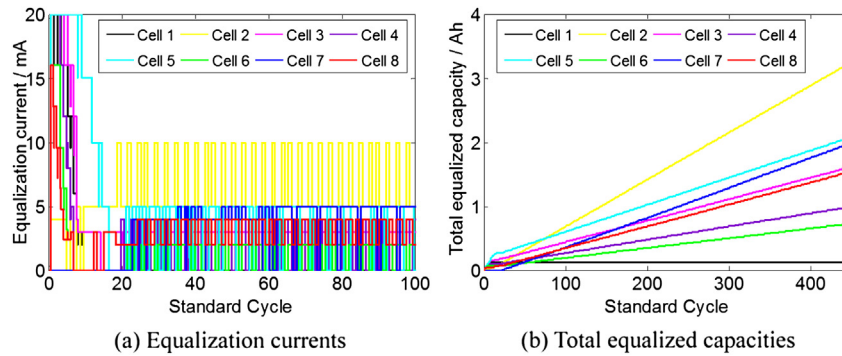 20
15
10
5
0
Equalization current / mA
Cell 1 Cell 2 Cell 3 Cell 4
Cell 5 Cell 6 Cell 7 Cell 8
0 20 40 60 80 100
Standard Cycle
(a) Equalization currents
4
3
2
1
0
Total equalized capacity / Ah
Cell 1 Cell 2 Cell 3 Cell 4
Cell 5 Cell 6 Cell 7 Cell 8
0 100 200 300 400
Standard Cycle
(b) Total equalized capacities